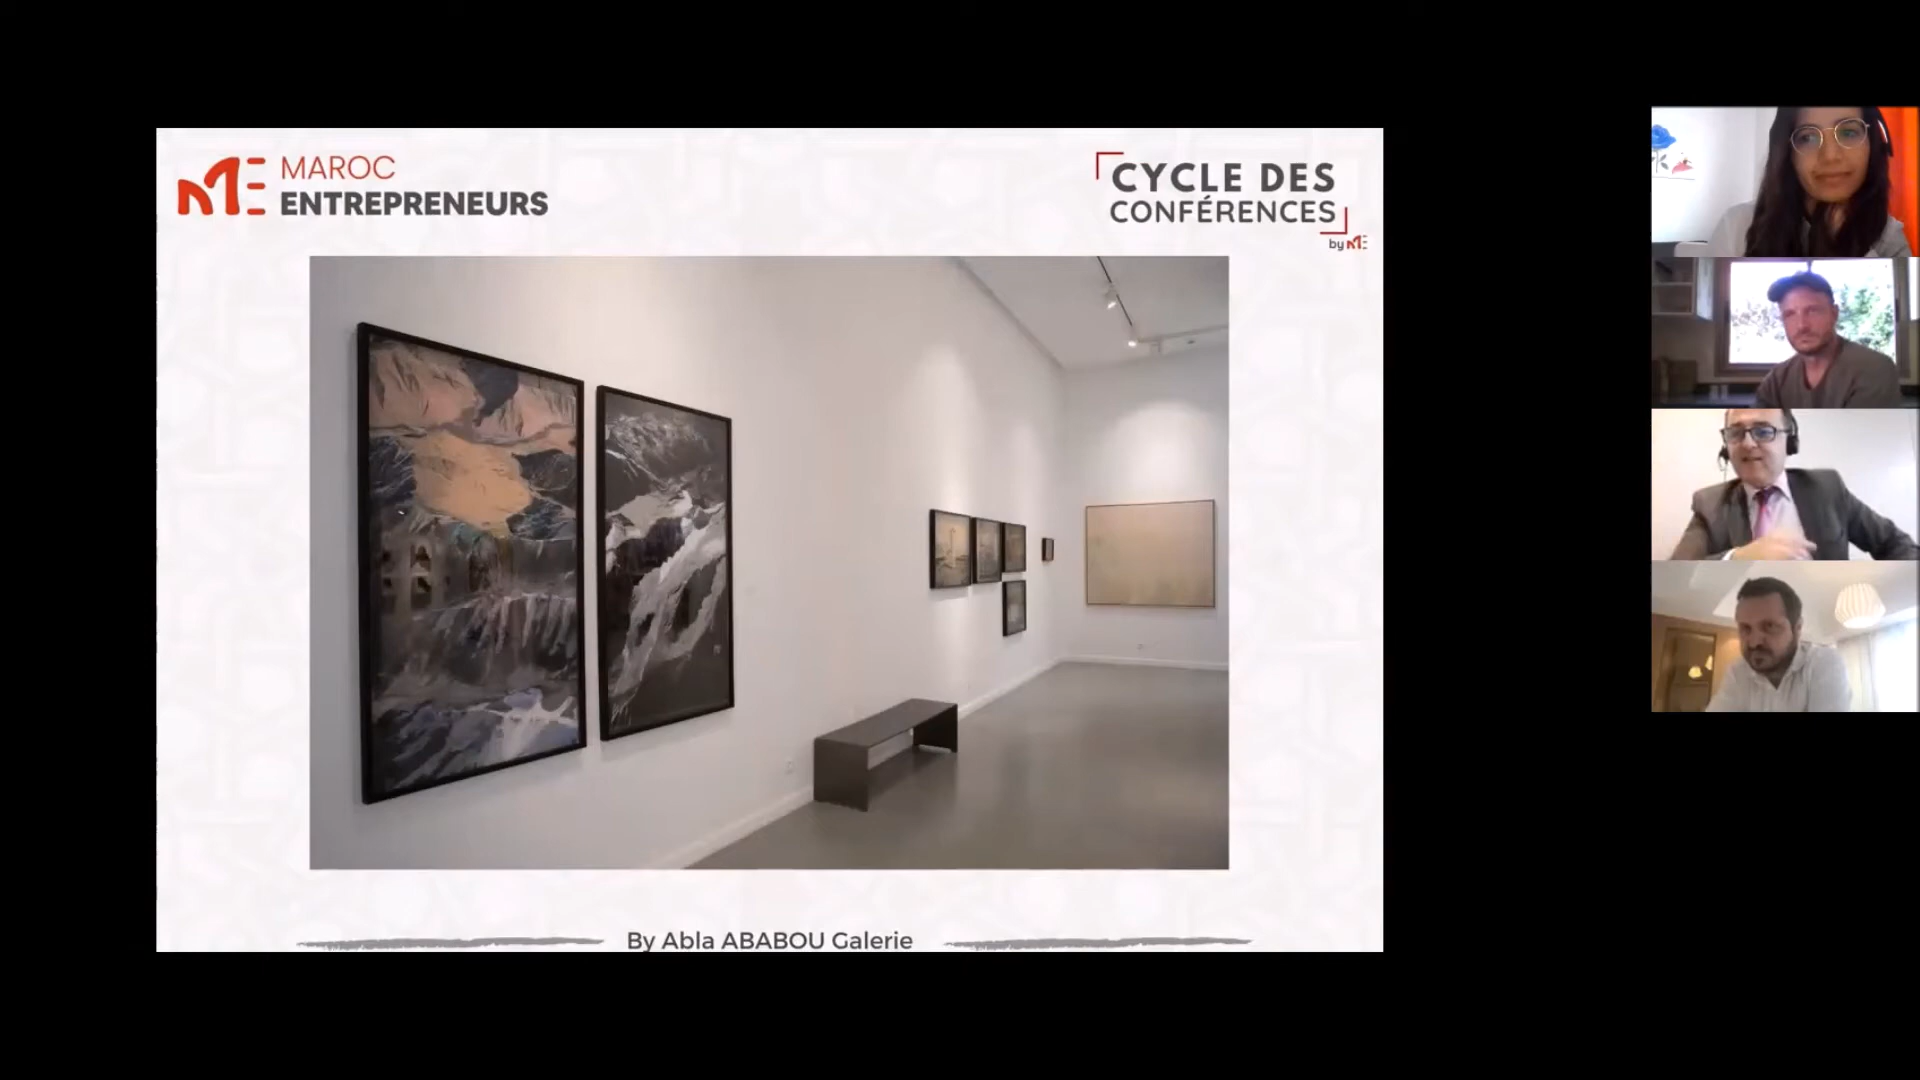 MAROC
ENTREPRENEURS
CYCLE DES
CONFÉRENCES
by ME
By Abla ABABOU Galerie